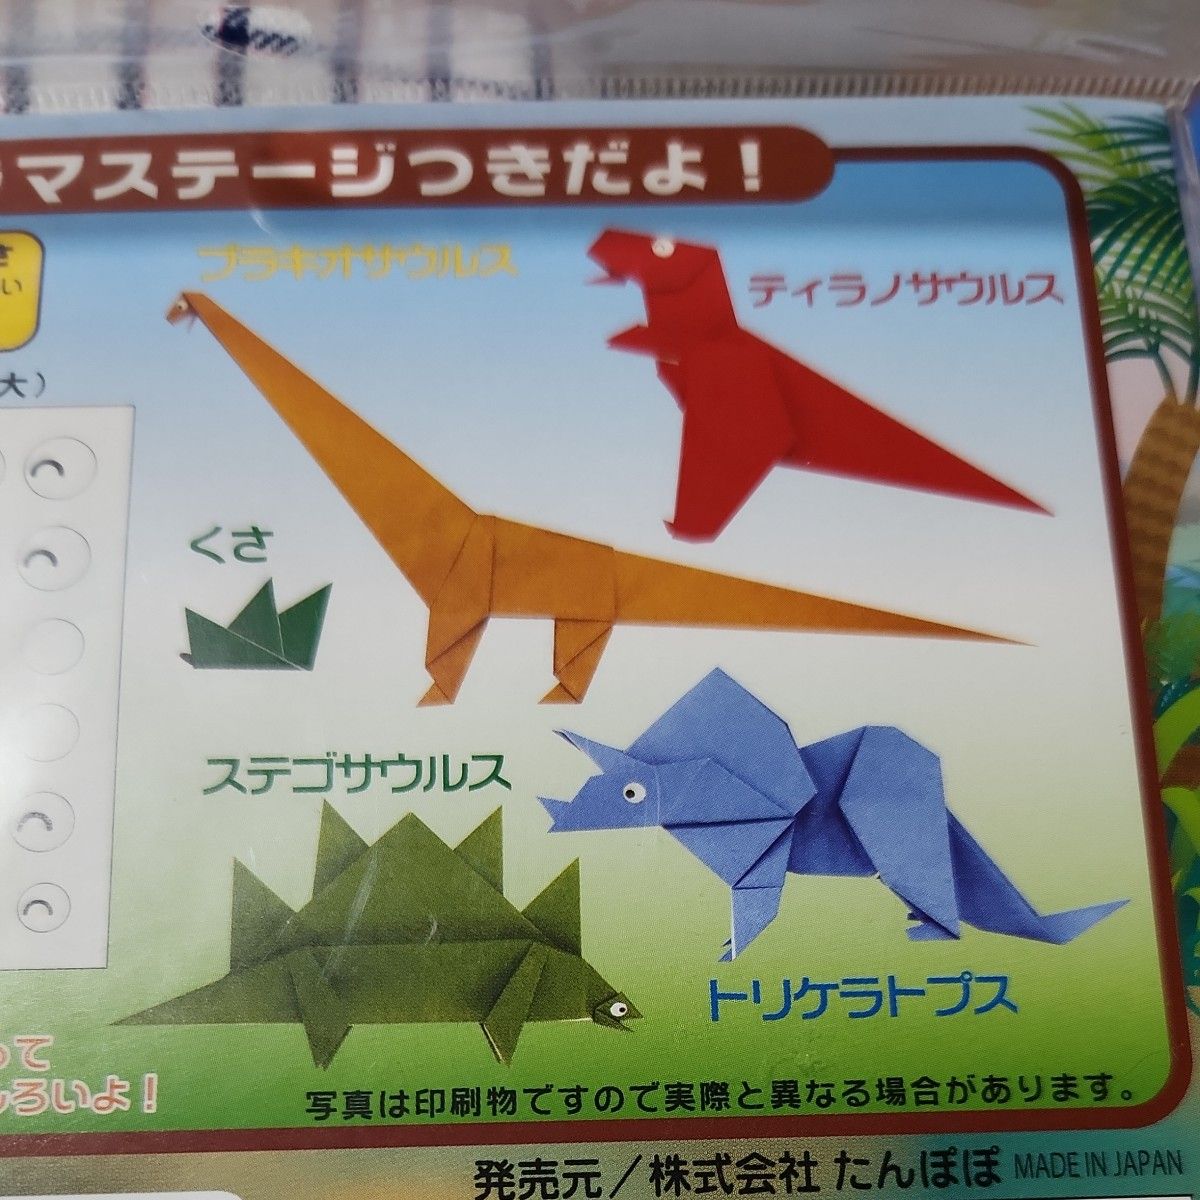 マステージつきだよ！
さ
い
ブラキオサウルス
ティラノサウルス
大）
くさ
ステゴサウルス
トリケラトプス
って
しろいよ！
写真は印刷物ですので実際と異なる場合があります。
発売元／株式会社 たんぽぽ MADE IN JAPAN